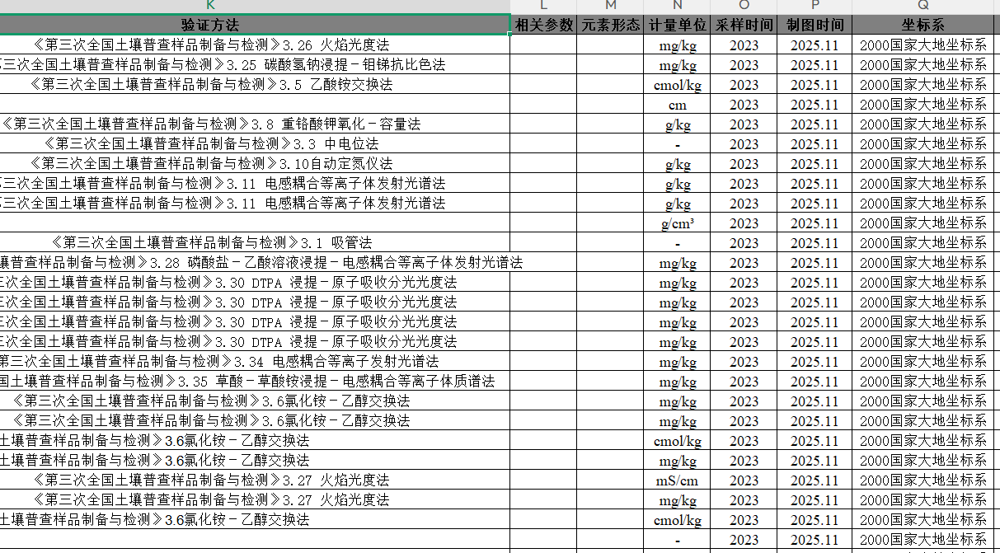 K L M N O P Q
验证方法 相关参数 元素形态 计量单位 采样时间 制图时间 坐标系
《第三次全国土壤普查样品制备与检测》3.26 火焰光度法 mg/kg 2023 2025.11 2000国家大地坐标系
三次全国土壤普查样品制备与检测》3.25 碳酸氢钠浸提－钼锑抗比色法 mg/kg 2023 2025.11 2000国家大地坐标系
《第三次全国土壤普查样品制备与检测》3.5 乙酸铵交换法 cmol/kg 2023 2025.11 2000国家大地坐标系
cm 2023 2025.11 2000国家大地坐标系
《第三次全国土壤普查样品制备与检测》3.8 重铬酸钾氧化－容量法 g/kg 2023 2025.11 2000国家大地坐标系
《第三次全国土壤普查样品制备与检测》3.3 中电位法 - 2023 2025.11 2000国家大地坐标系
《第三次全国土壤普查样品制备与检测》3.10自动定氮仪法 g/kg 2023 2025.11 2000国家大地坐标系
三次全国土壤普查样品制备与检测》3.11 电感耦合等离子体发射光谱法 g/kg 2023 2025.11 2000国家大地坐标系
三次全国土壤普查样品制备与检测》3.11 电感耦合等离子体发射光谱法 g/kg 2023 2025.11 2000国家大地坐标系
g/cm³ 2023 2025.11 2000国家大地坐标系
《第三次全国土壤普查样品制备与检测》3.1 吸管法 - 2023 2025.11 2000国家大地坐标系
壤普查样品制备与检测》3.28 磷酸盐－乙酸溶液浸提－电感耦合等离子体发射光谱法 mg/kg 2023 2025.11 2000国家大地坐标系
三次全国土壤普查样品制备与检测》3.30 DTPA 浸提－原子吸收分光光度法 mg/kg 2023 2025.11 2000国家大地坐标系
三次全国土壤普查样品制备与检测》3.30 DTPA 浸提－原子吸收分光光度法 mg/kg 2023 2025.11 2000国家大地坐标系
三次全国土壤普查样品制备与检测》3.30 DTPA 浸提－原子吸收分光光度法 mg/kg 2023 2025.11 2000国家大地坐标系
三次全国土壤普查样品制备与检测》3.30 DTPA 浸提－原子吸收分光光度法 mg/kg 2023 2025.11 2000国家大地坐标系
第三次全国土壤普查样品制备与检测》3.34 电感耦合等离子发射光谱法 mg/kg 2023 2025.11 2000国家大地坐标系
国土壤普查样品制备与检测》3.35 草酸－草酸铵浸提－电感耦合等离子体质谱法 mg/kg 2023 2025.11 2000国家大地坐标系
《第三次全国土壤普查样品制备与检测》3.6氯化铵－乙醇交换法 mg/kg 2023 2025.11 2000国家大地坐标系
《第三次全国土壤普查样品制备与检测》3.6氯化铵－乙醇交换法 mg/kg 2023 2025.11 2000国家大地坐标系
土壤普查样品制备与检测》3.6氯化铵－乙醇交换法 cmol/kg 2023 2025.11 2000国家大地坐标系
土壤普查样品制备与检测》3.6氯化铵－乙醇交换法 mg/kg 2023 2025.11 2000国家大地坐标系
《第三次全国土壤普查样品制备与检测》3.27 火焰光度法 mS/cm 2023 2025.11 2000国家大地坐标系
《第三次全国土壤普查样品制备与检测》3.27 火焰光度法 mg/kg 2023 2025.11 2000国家大地坐标系
土壤普查样品制备与检测》3.6氯化铵－乙醇交换法 cmol/kg 2023 2025.11 2000国家大地坐标系
- 2023 2025.11 2000国家大地坐标系